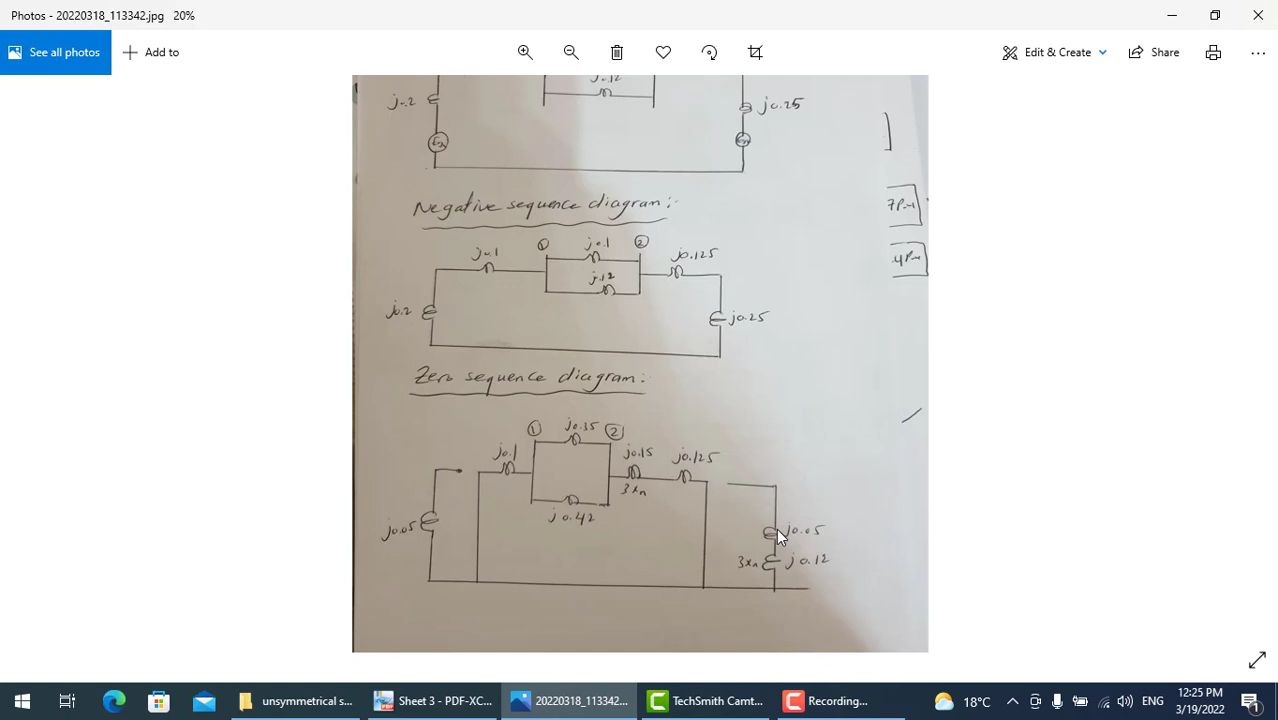 Photos - 20220318_113342.jpg 20%
See all photos
Add to
Edit & Create
Share
j0.12
j0.2
j0.25
Negative sequence diagram:
j0.1
1
j0.1
2
j0.125
j0.12
j0.2
j0.25
Zero sequence diagram:
1
j0.35
2
j0.1
j0.15
j0.125
3xn
j0.42
j0.05
j0.05
3xn
j0.12
unsymmetrical s...
Sheet 3 - PDF-XC...
20220318_113342...
TechSmith Camt...
Recording...
18°C
ENG
12:25 PM
3/19/2022
1